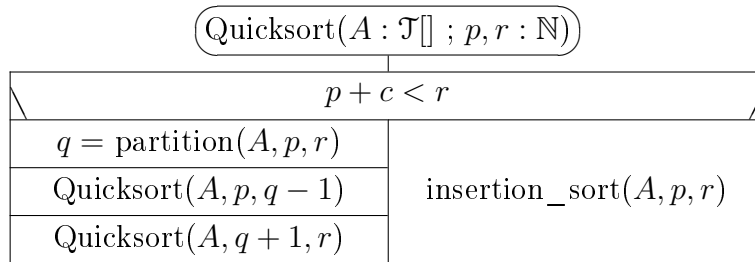 Quicksort(A : 𝒯[] ; p, r : ℕ)
p + c < r
q = partition(A, p, r)
Quicksort(A, p, q − 1)
insertion_sort(A, p, r)
Quicksort(A, q + 1, r)